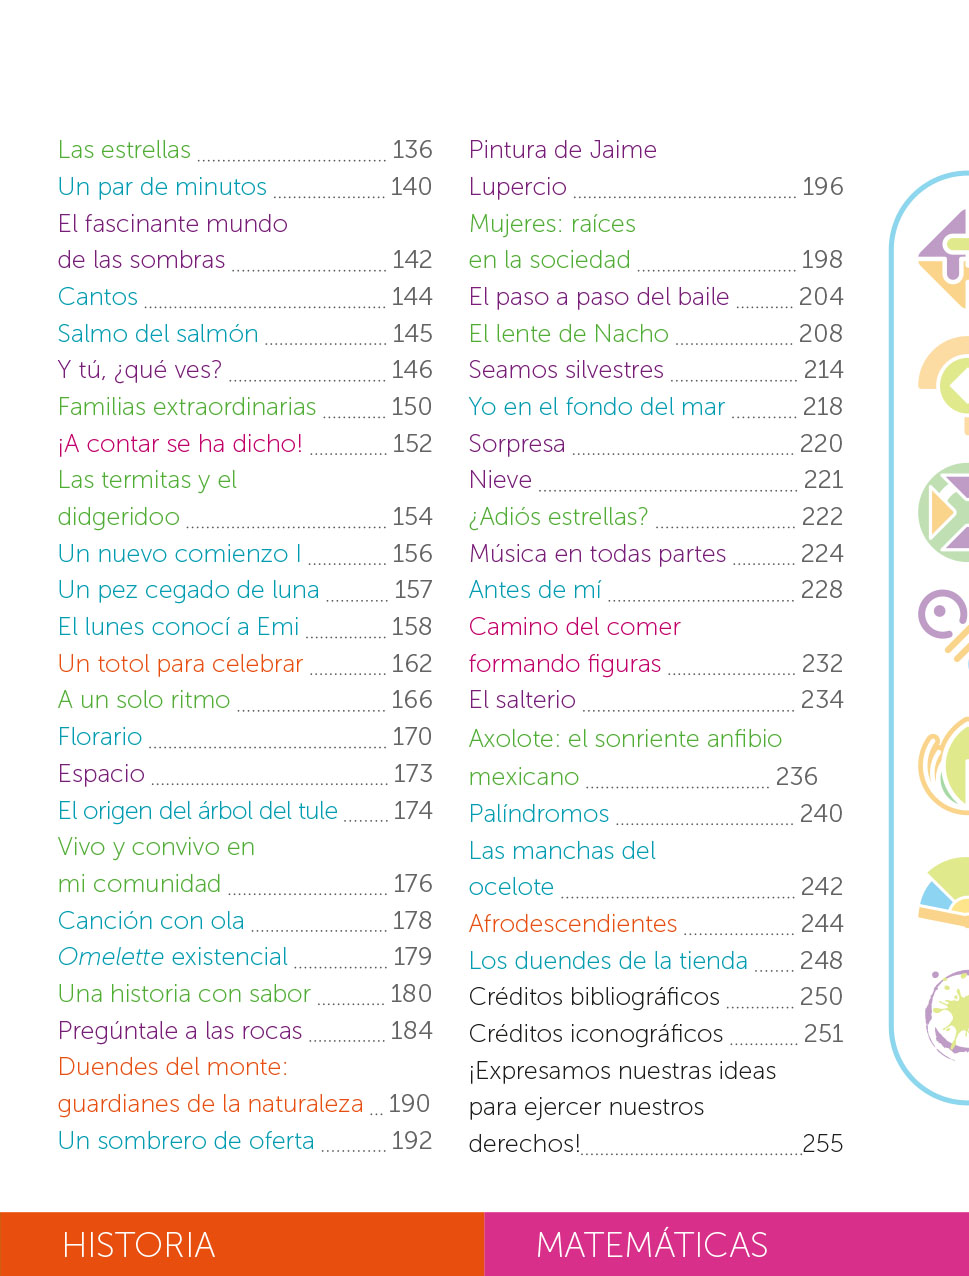 Las estrellas 136
Un par de minutos 140
El fascinante mundo
de las sombras 142
Cantos 144
Salmo del salmón 145
Y tú, ¿qué ves? 146
Familias extraordinarias 150
¡A contar se ha dicho! 152
Las termitas y el
didgeridoo 154
Un nuevo comienzo I 156
Un pez cegado de luna 157
El lunes conocí a Emi 158
Un totol para celebrar 162
A un solo ritmo 166
Florario 170
Espacio 173
El origen del árbol del tule 174
Vivo y convivo en
mi comunidad 176
Canción con ola 178
Omelette existencial 179
Una historia con sabor 180
Pregúntale a las rocas 184
Duendes del monte:
guardianes de la naturaleza 190
Un sombrero de oferta 192
Pintura de Jaime
Lupercio 196
Mujeres: raíces
en la sociedad 198
El paso a paso del baile 204
El lente de Nacho 208
Seamos silvestres 214
Yo en el fondo del mar 218
Sorpresa 220
Nieve 221
¿Adiós estrellas? 222
Música en todas partes 224
Antes de mí 228
Camino del comer
formando figuras 232
El salterio 234
Axolote: el sonriente anfibio
mexicano 236
Palíndromos 240
Las manchas del
ocelote 242
Afrodescendientes 244
Los duendes de la tienda 248
Créditos bibliográficos 250
Créditos iconográficos 251
¡Expresamos nuestras ideas
para ejercer nuestros
derechos! 255
HISTORIA
MATEMÁTICAS